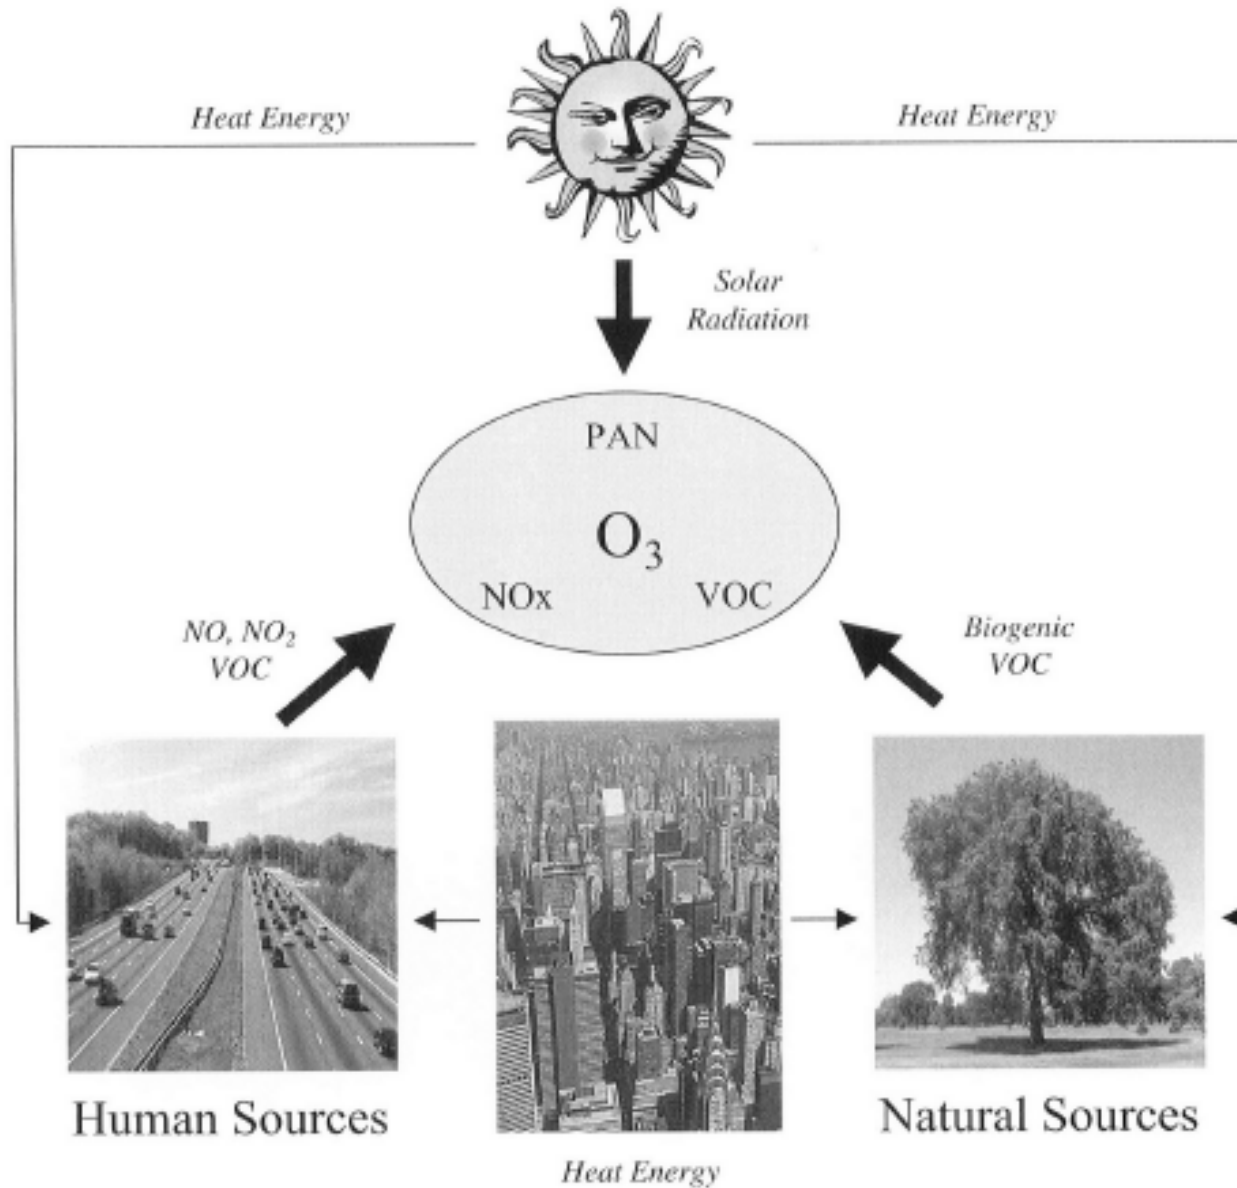 Heat Energy
Heat Energy
Solar
Radiation
PAN
O₃
NOx
VOC
NO, NO₂
VOC
Biogenic
VOC
Human Sources
Natural Sources
Heat Energy